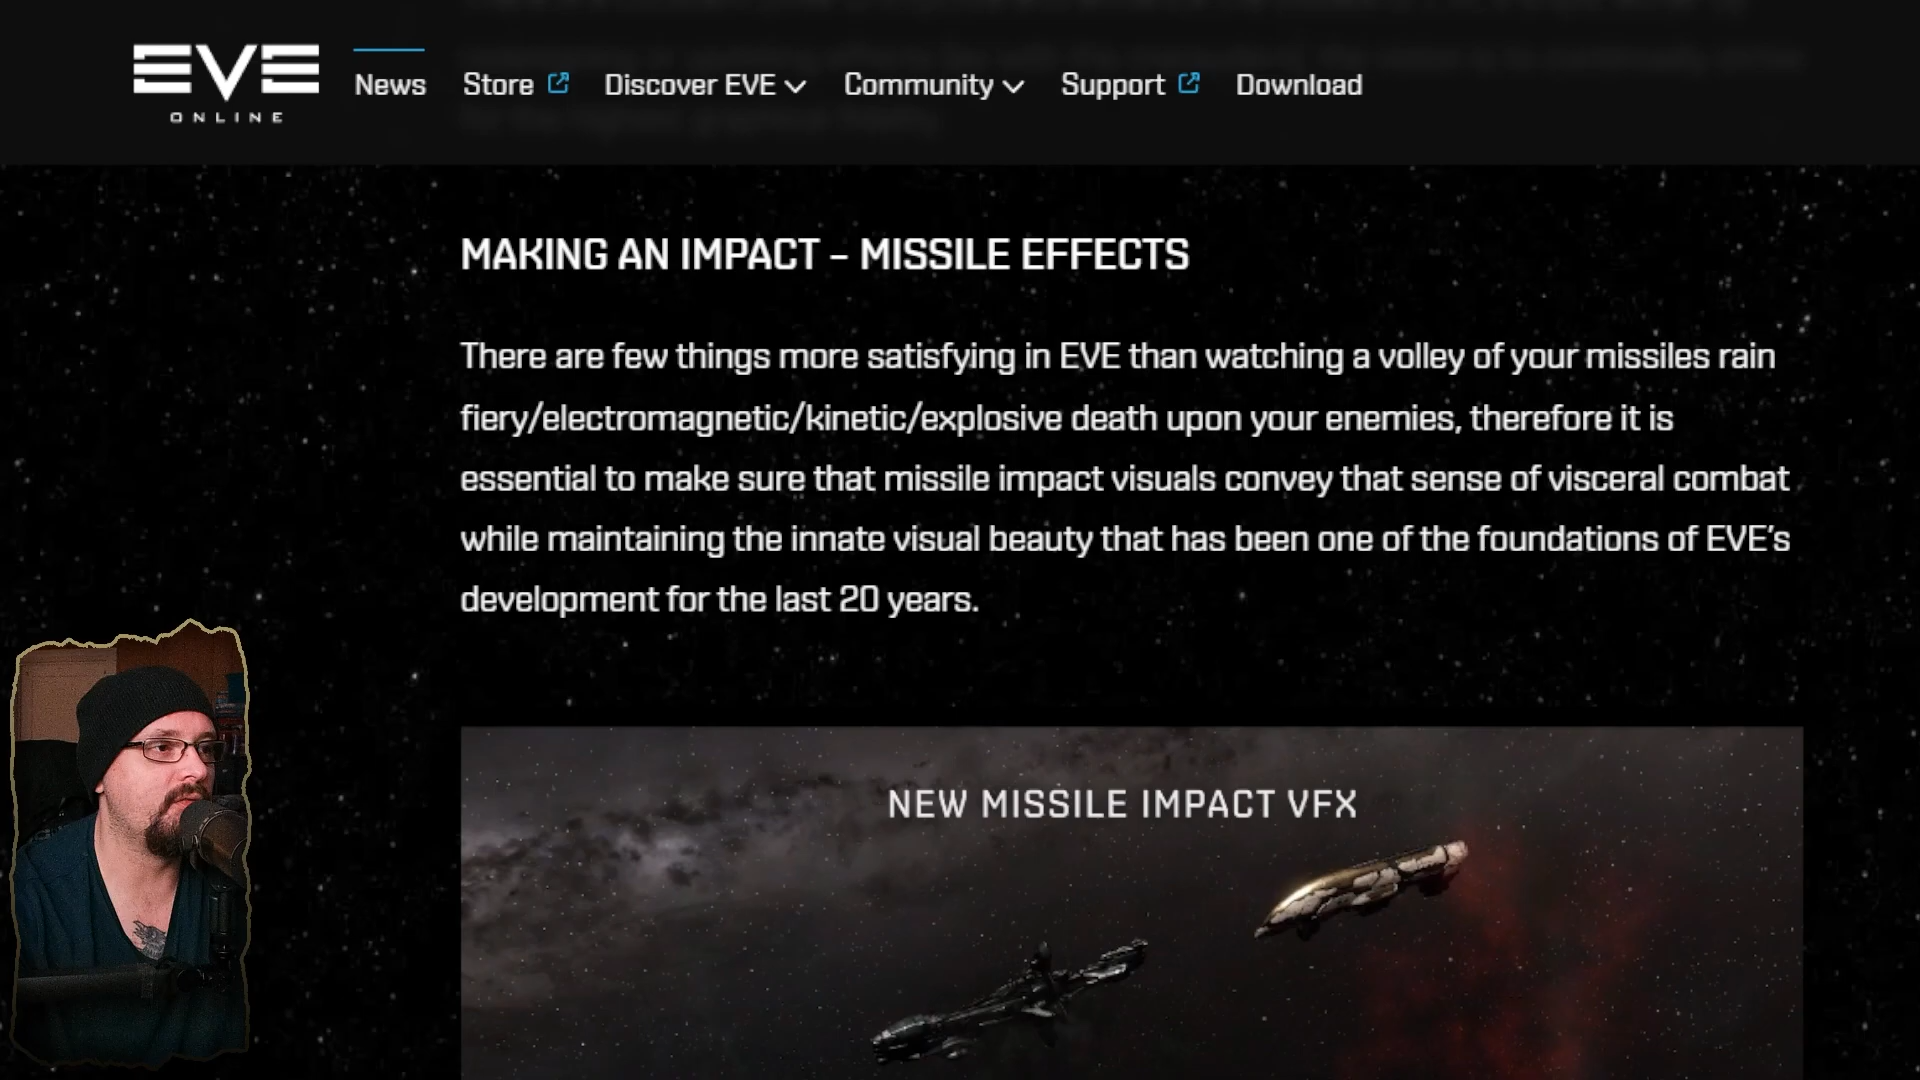 EVE
ONLINE
News Store Discover EVE Community Support Download
MAKING AN IMPACT – MISSILE EFFECTS
There are few things more satisfying in EVE than watching a volley of your missiles rain
fiery/electromagnetic/kinetic/explosive death upon your enemies, therefore it is
essential to make sure that missile impact visuals convey that sense of visceral combat
while maintaining the innate visual beauty that has been one of the foundations of EVE’s
development for the last 20 years.
NEW MISSILE IMPACT VFX